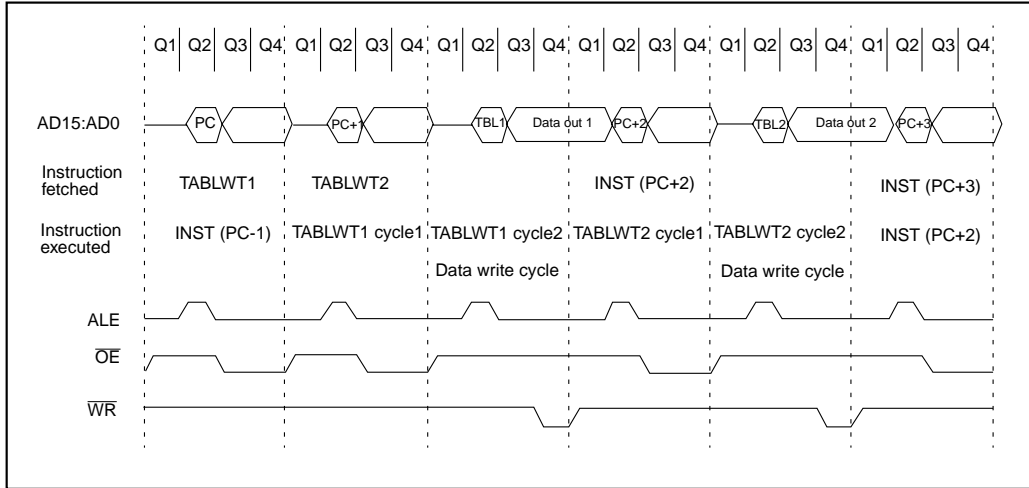 Q1 Q2 Q3 Q4 Q1 Q2 Q3 Q4 Q1 Q2 Q3 Q4 Q1 Q2 Q3 Q4 Q1 Q2 Q3 Q4 Q1 Q2 Q3 Q4
AD15:AD0 PC PC+1 TBL1 Data out 1 PC+2 TBL2 Data out 2 PC+3
Instruction
fetched
TABLWT1 TABLWT2 INST (PC+2) INST (PC+3)
Instruction
executed
INST (PC-1) TABLWT1 cycle1 TABLWT1 cycle2 TABLWT2 cycle1 TABLWT2 cycle2 INST (PC+2)
Data write cycle Data write cycle
ALE
OE
WR